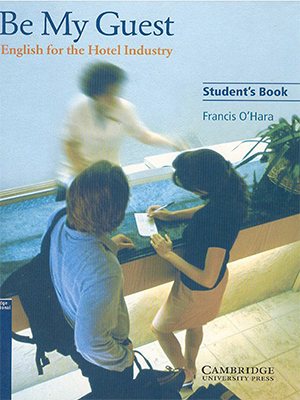 Be My Guest
English for the Hotel Industry
Student's Book
Francis O'Hara
CAMBRIDGE
UNIVERSITY PRESS